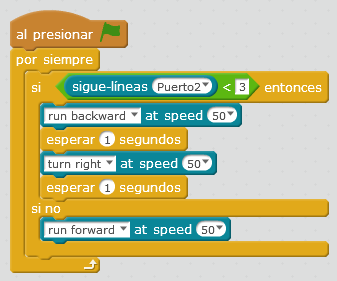 al presionar
por siempre
si sigue-líneas Puerto2 < 3 entonces
run backward at speed 50
esperar 1 segundos
turn right at speed 50
esperar 1 segundos
si no
run forward at speed 50